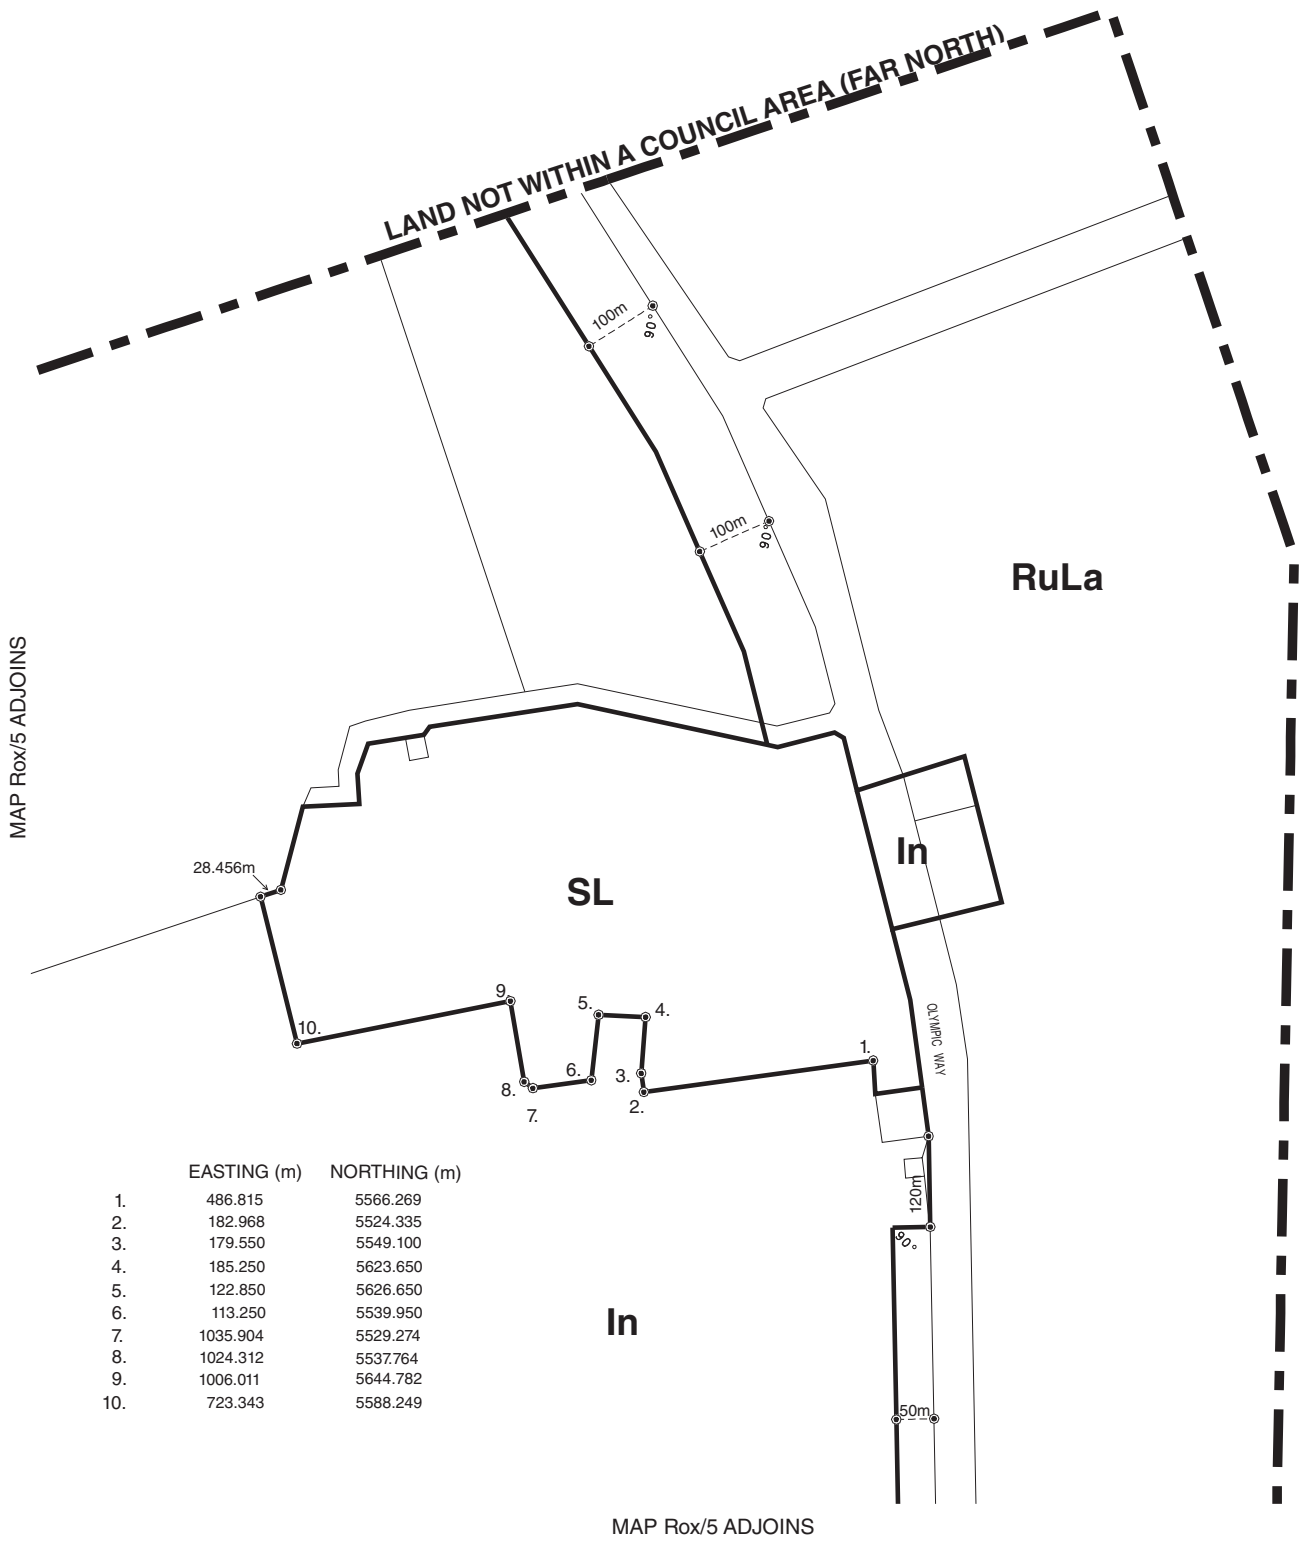 LAND NOT WITHIN A COUNCIL AREA (FAR NORTH)
100m
90°
100m
90°
RuLa
MAP Rox/5 ADJOINS
28.456m
SL
In
OLYMPIC WAY
9.
10.
5.
4.
1.
6.
3.
8.
7.
2.
120m
90°
In
50m
EASTING (m) NORTHING (m)
1. 486.815 5566.269
2. 182.968 5524.335
3. 179.550 5549.100
4. 185.250 5623.650
5. 122.850 5626.650
6. 113.250 5539.950
7. 1035.904 5529.274
8. 1024.312 5537.764
9. 1006.011 5644.782
10. 723.343 5588.249
MAP Rox/5 ADJOINS